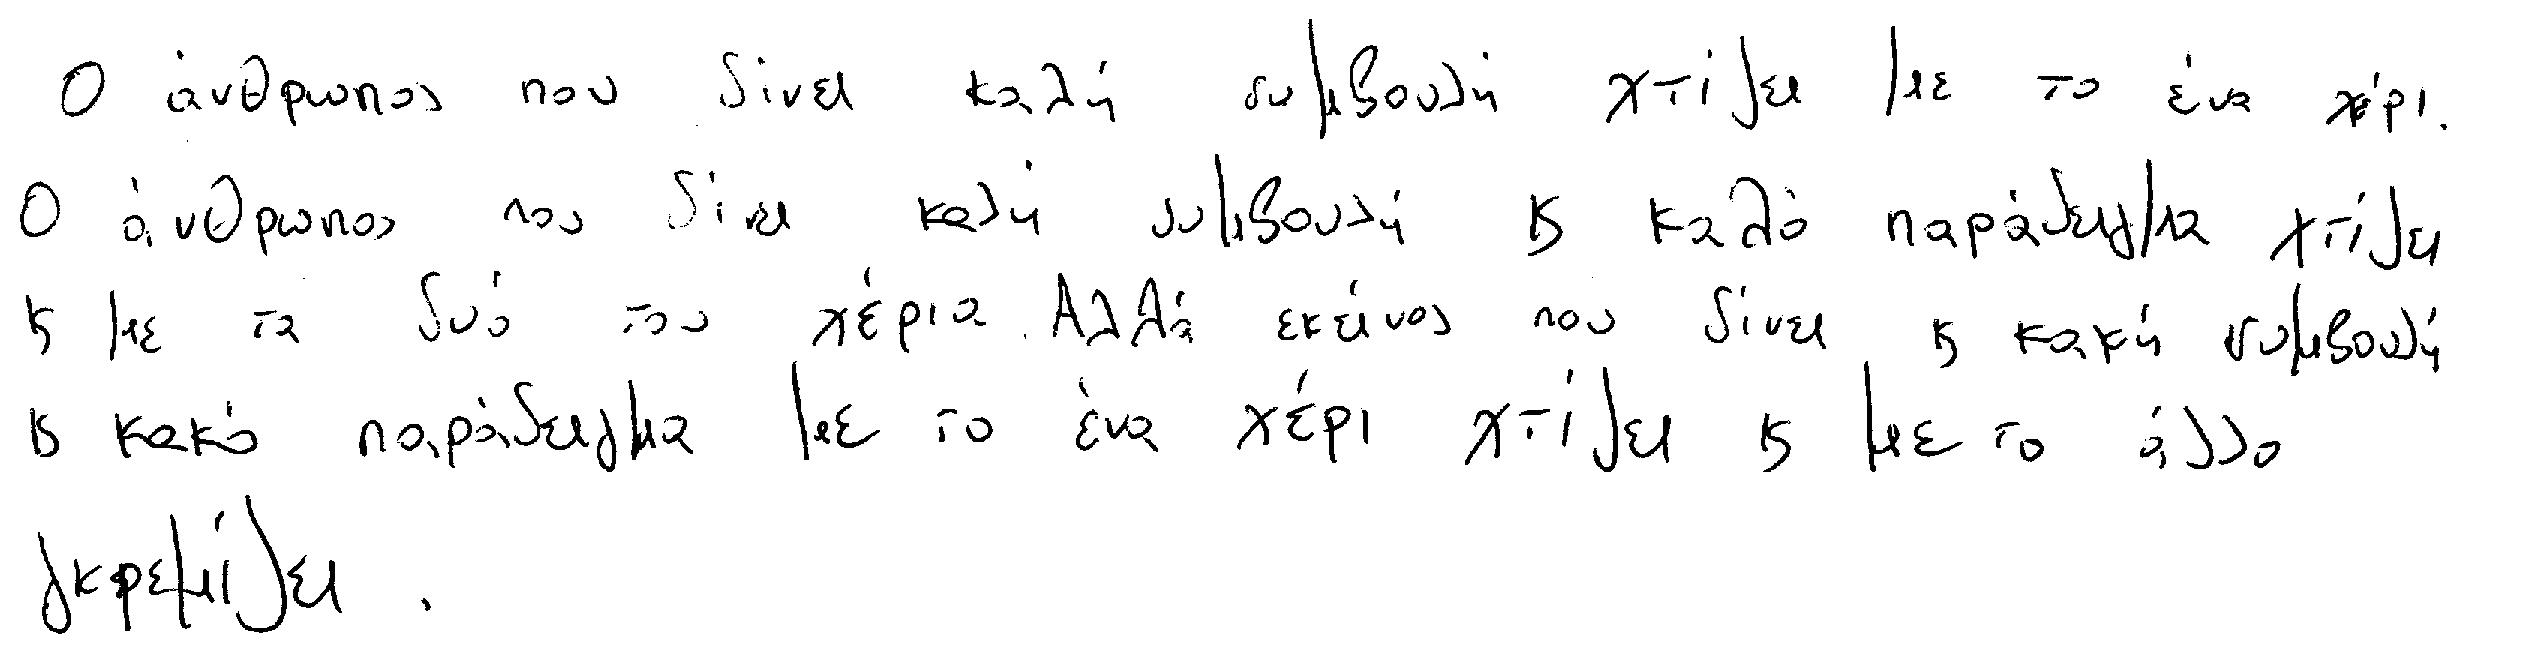 Ο άνθρωπος που δίνει καλή συμβουλή χτίζει με το ένα χέρι.
Ο άνθρωπος που δίνει καλή συμβουλή ϗ καλό παράδειγμα χτίζει
ϗ με τα δυό του χέρια. Αλλά εκείνος που δίνει ϗ κακή συμβουλή
ϗ κακό παράδειγμα με το ένα χέρι χτίζει ϗ με το άλλο
γκρεμίζει.